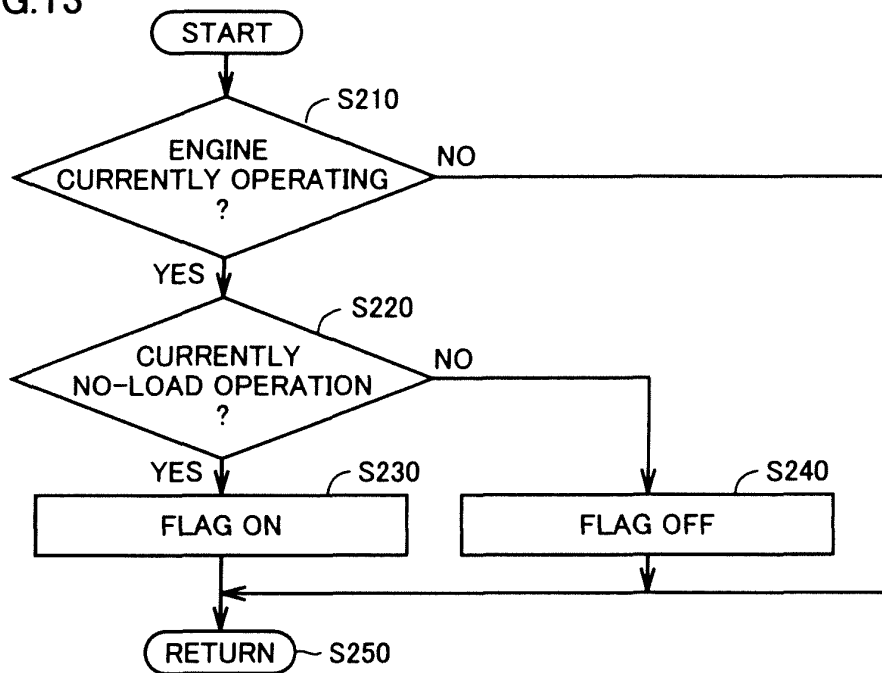 G.13
START
S210
ENGINE
CURRENTLY OPERATING
?
NO
YES
S220
CURRENTLY
NO-LOAD OPERATION
?
NO
YES
S230
FLAG ON
S240
FLAG OFF
RETURN
S250